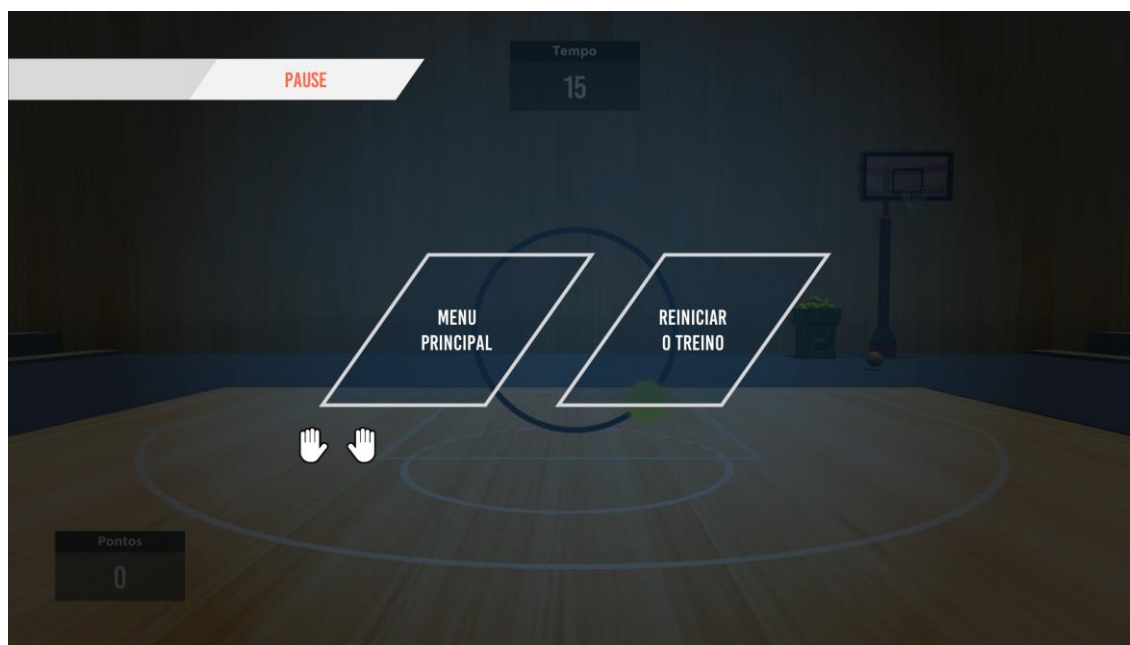 PAUSE
Tempo
15
MENU
PRINCIPAL
REINICIAR
O TREINO
Pontos
0